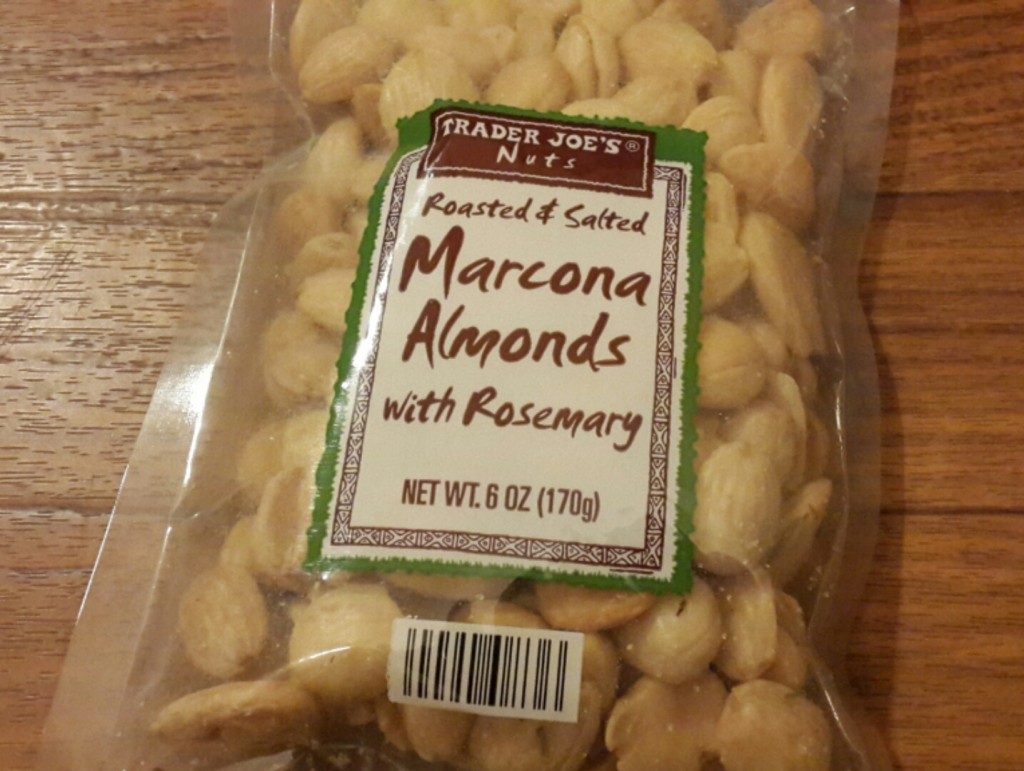 TRADER JOE'S®
Nuts
Roasted & Salted
Marcona
Almonds
with Rosemary
NET WT. 6 OZ (170g)